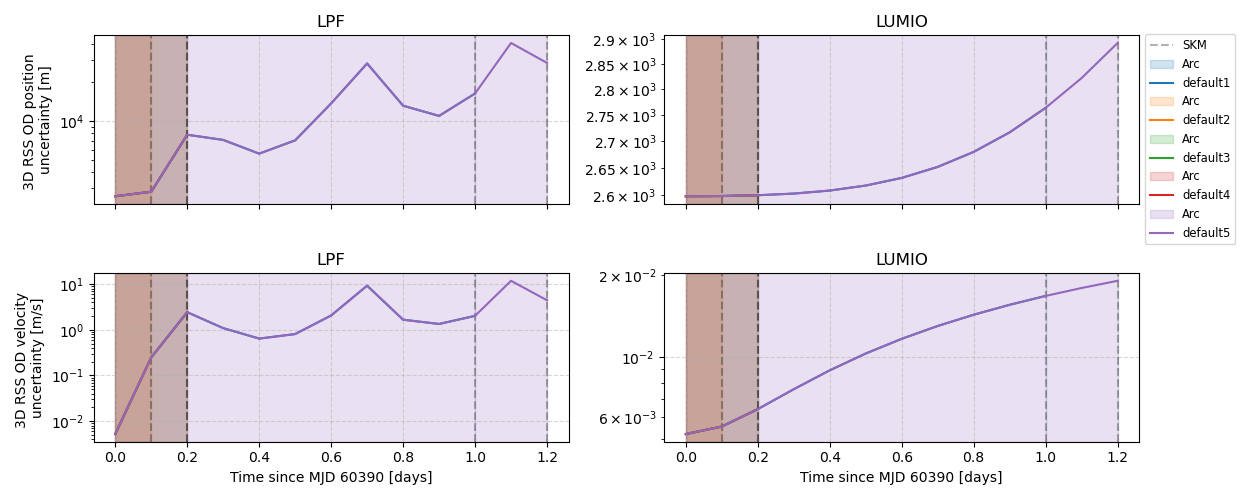 LPF
LUMIO
3D RSS OD position
uncertainty [m]
10⁴
2.9 × 10³
2.85 × 10³
2.8 × 10³
2.75 × 10³
2.7 × 10³
2.65 × 10³
2.6 × 10³
SKM
Arc
default1
Arc
default2
Arc
default3
Arc
default4
Arc
default5
LPF
LUMIO
3D RSS OD velocity
uncertainty [m/s]
10¹
10⁰
10⁻¹
10⁻²
2 × 10⁻²
10⁻²
6 × 10⁻³
0.0 0.2 0.4 0.6 0.8 1.0 1.2
0.0 0.2 0.4 0.6 0.8 1.0 1.2
Time since MJD 60390 [days]
Time since MJD 60390 [days]